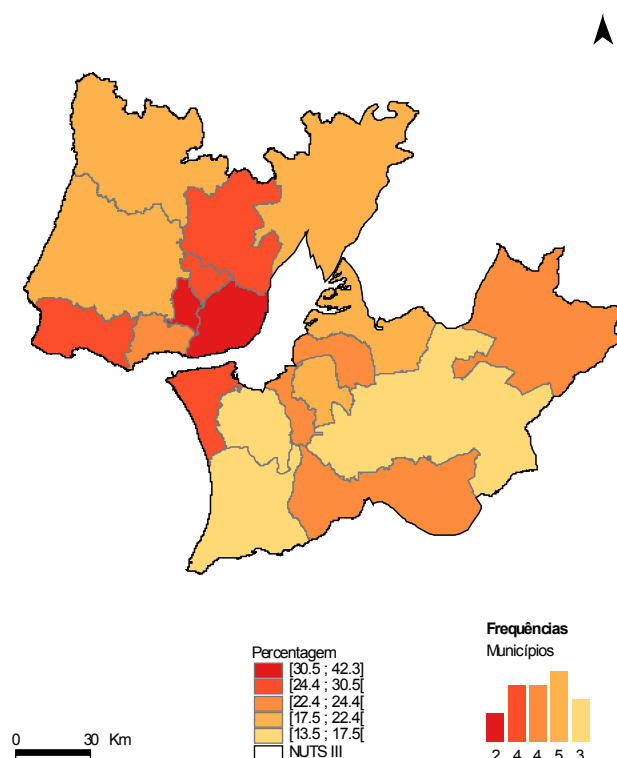 Frequências
Municípios
Percentagem
[30.5 ; 42.3]
[24.4 ; 30.5[
[22.4 ; 24.4[
[17.5 ; 22.4[
[13.5 ; 17.5[
NUTS III
0 30 Km
2 4 4 5 3